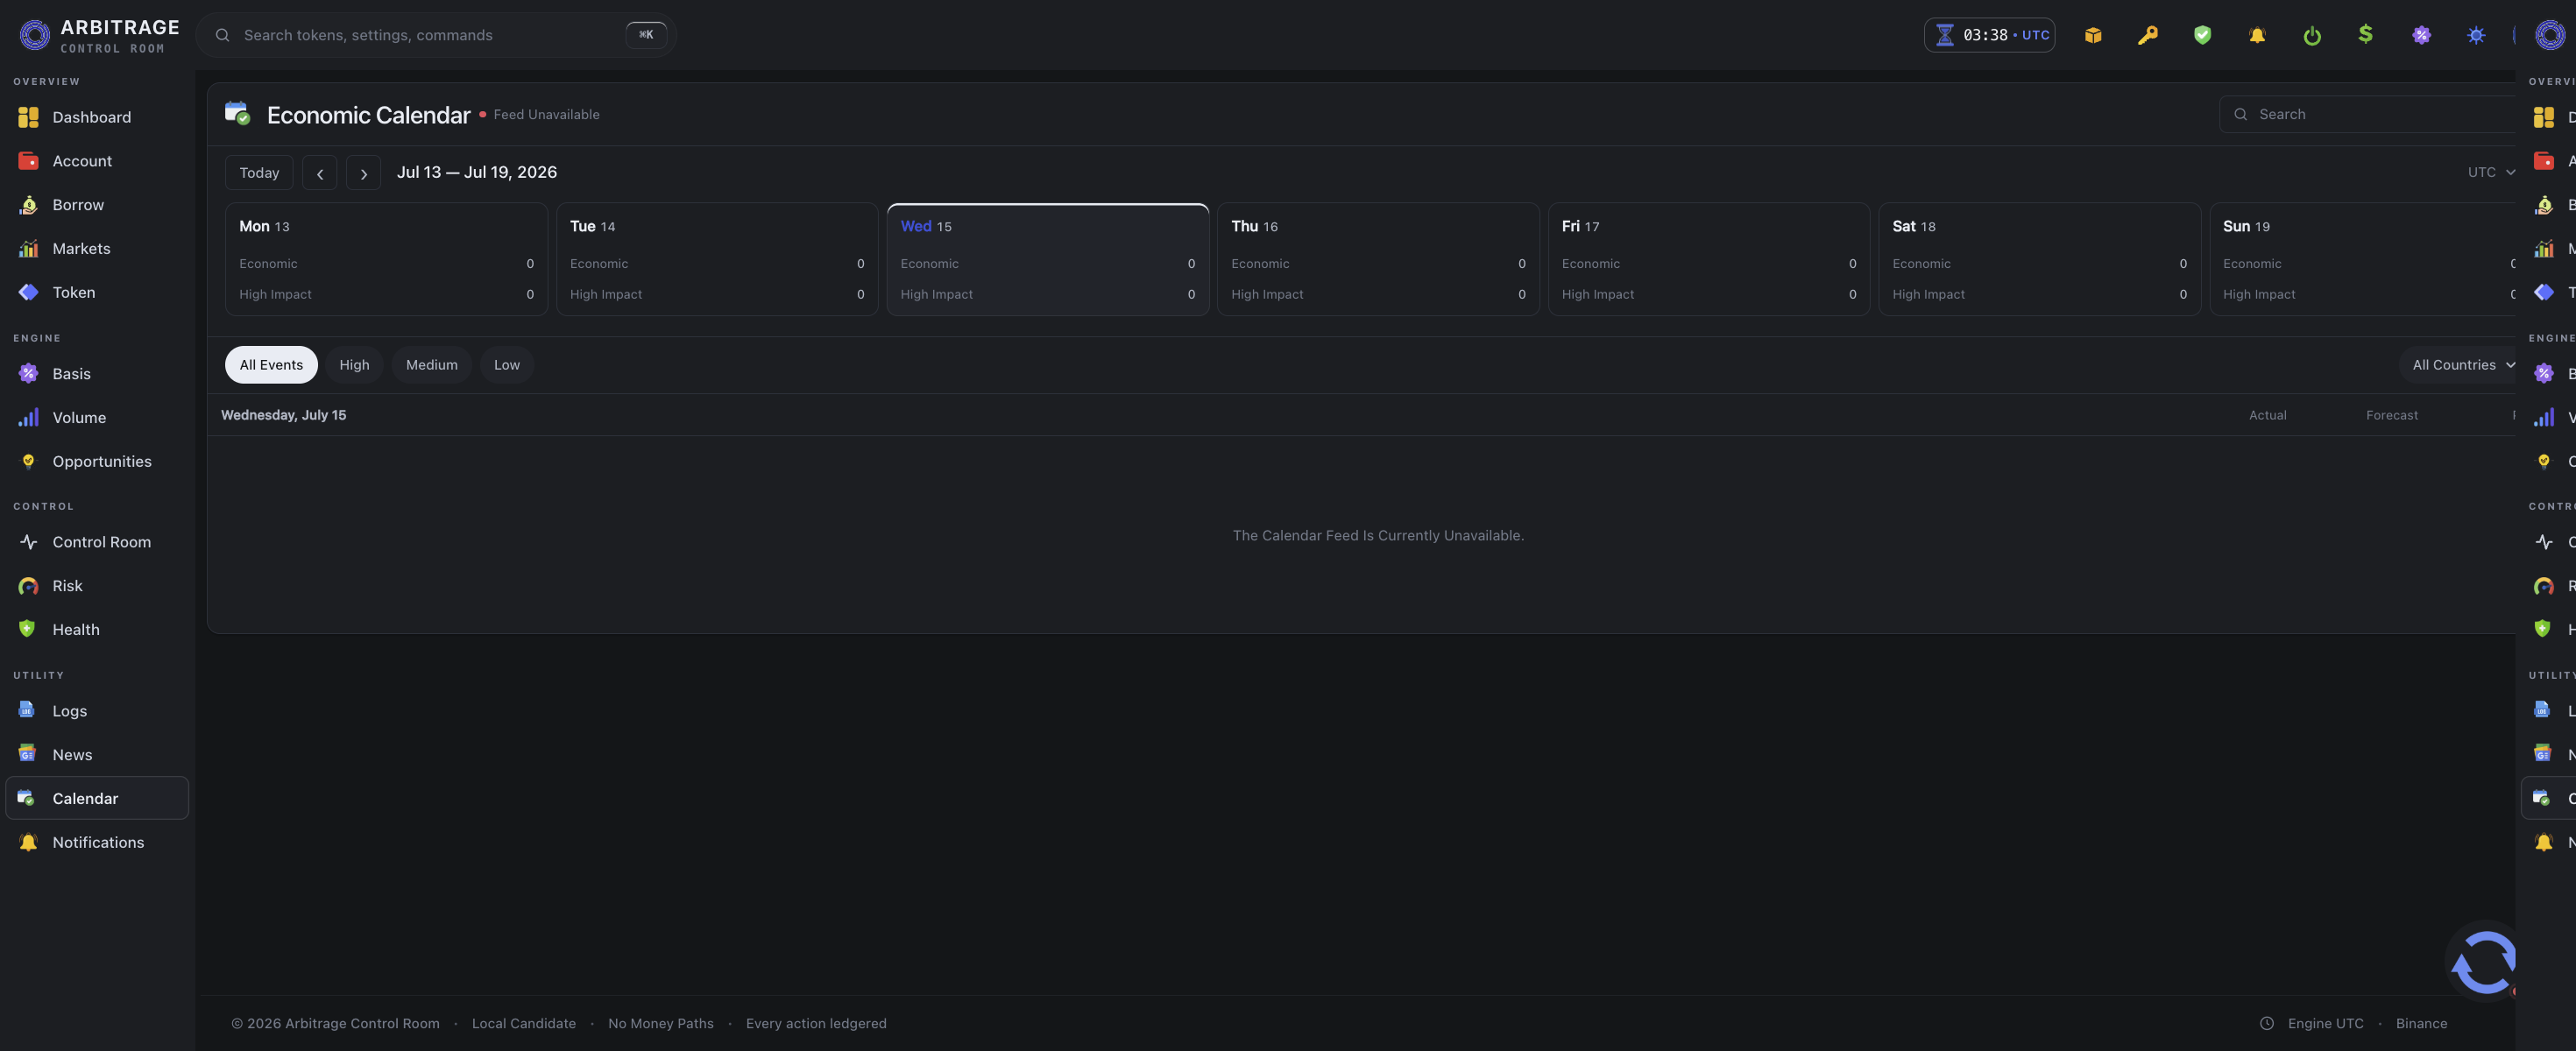 ARBITRAGE
CONTROL ROOM
Search tokens, settings, commands
⌘K
03:38 • UTC
OVERVIEW
Dashboard
Account
Borrow
Markets
Token
ENGINE
Basis
Volume
Opportunities
CONTROL
Control Room
Risk
Health
UTILITY
Logs
News
Calendar
Notifications
Economic Calendar
Feed Unavailable
Search
Today
Jul 13 — Jul 19, 2026
UTC
Mon 13
Economic 0
High Impact 0
Tue 14
Economic 0
High Impact 0
Wed 15
Economic 0
High Impact 0
Thu 16
Economic 0
High Impact 0
Fri 17
Economic 0
High Impact 0
Sat 18
Economic 0
High Impact 0
Sun 19
Economic 0
High Impact 0
All Events
High
Medium
Low
All Countries
Wednesday, July 15
Actual
Forecast
The Calendar Feed Is Currently Unavailable.
© 2026 Arbitrage Control Room · Local Candidate · No Money Paths · Every action ledgered
Engine UTC · Binance
OVERVI
ENGINE
CONTRO
UTILITY